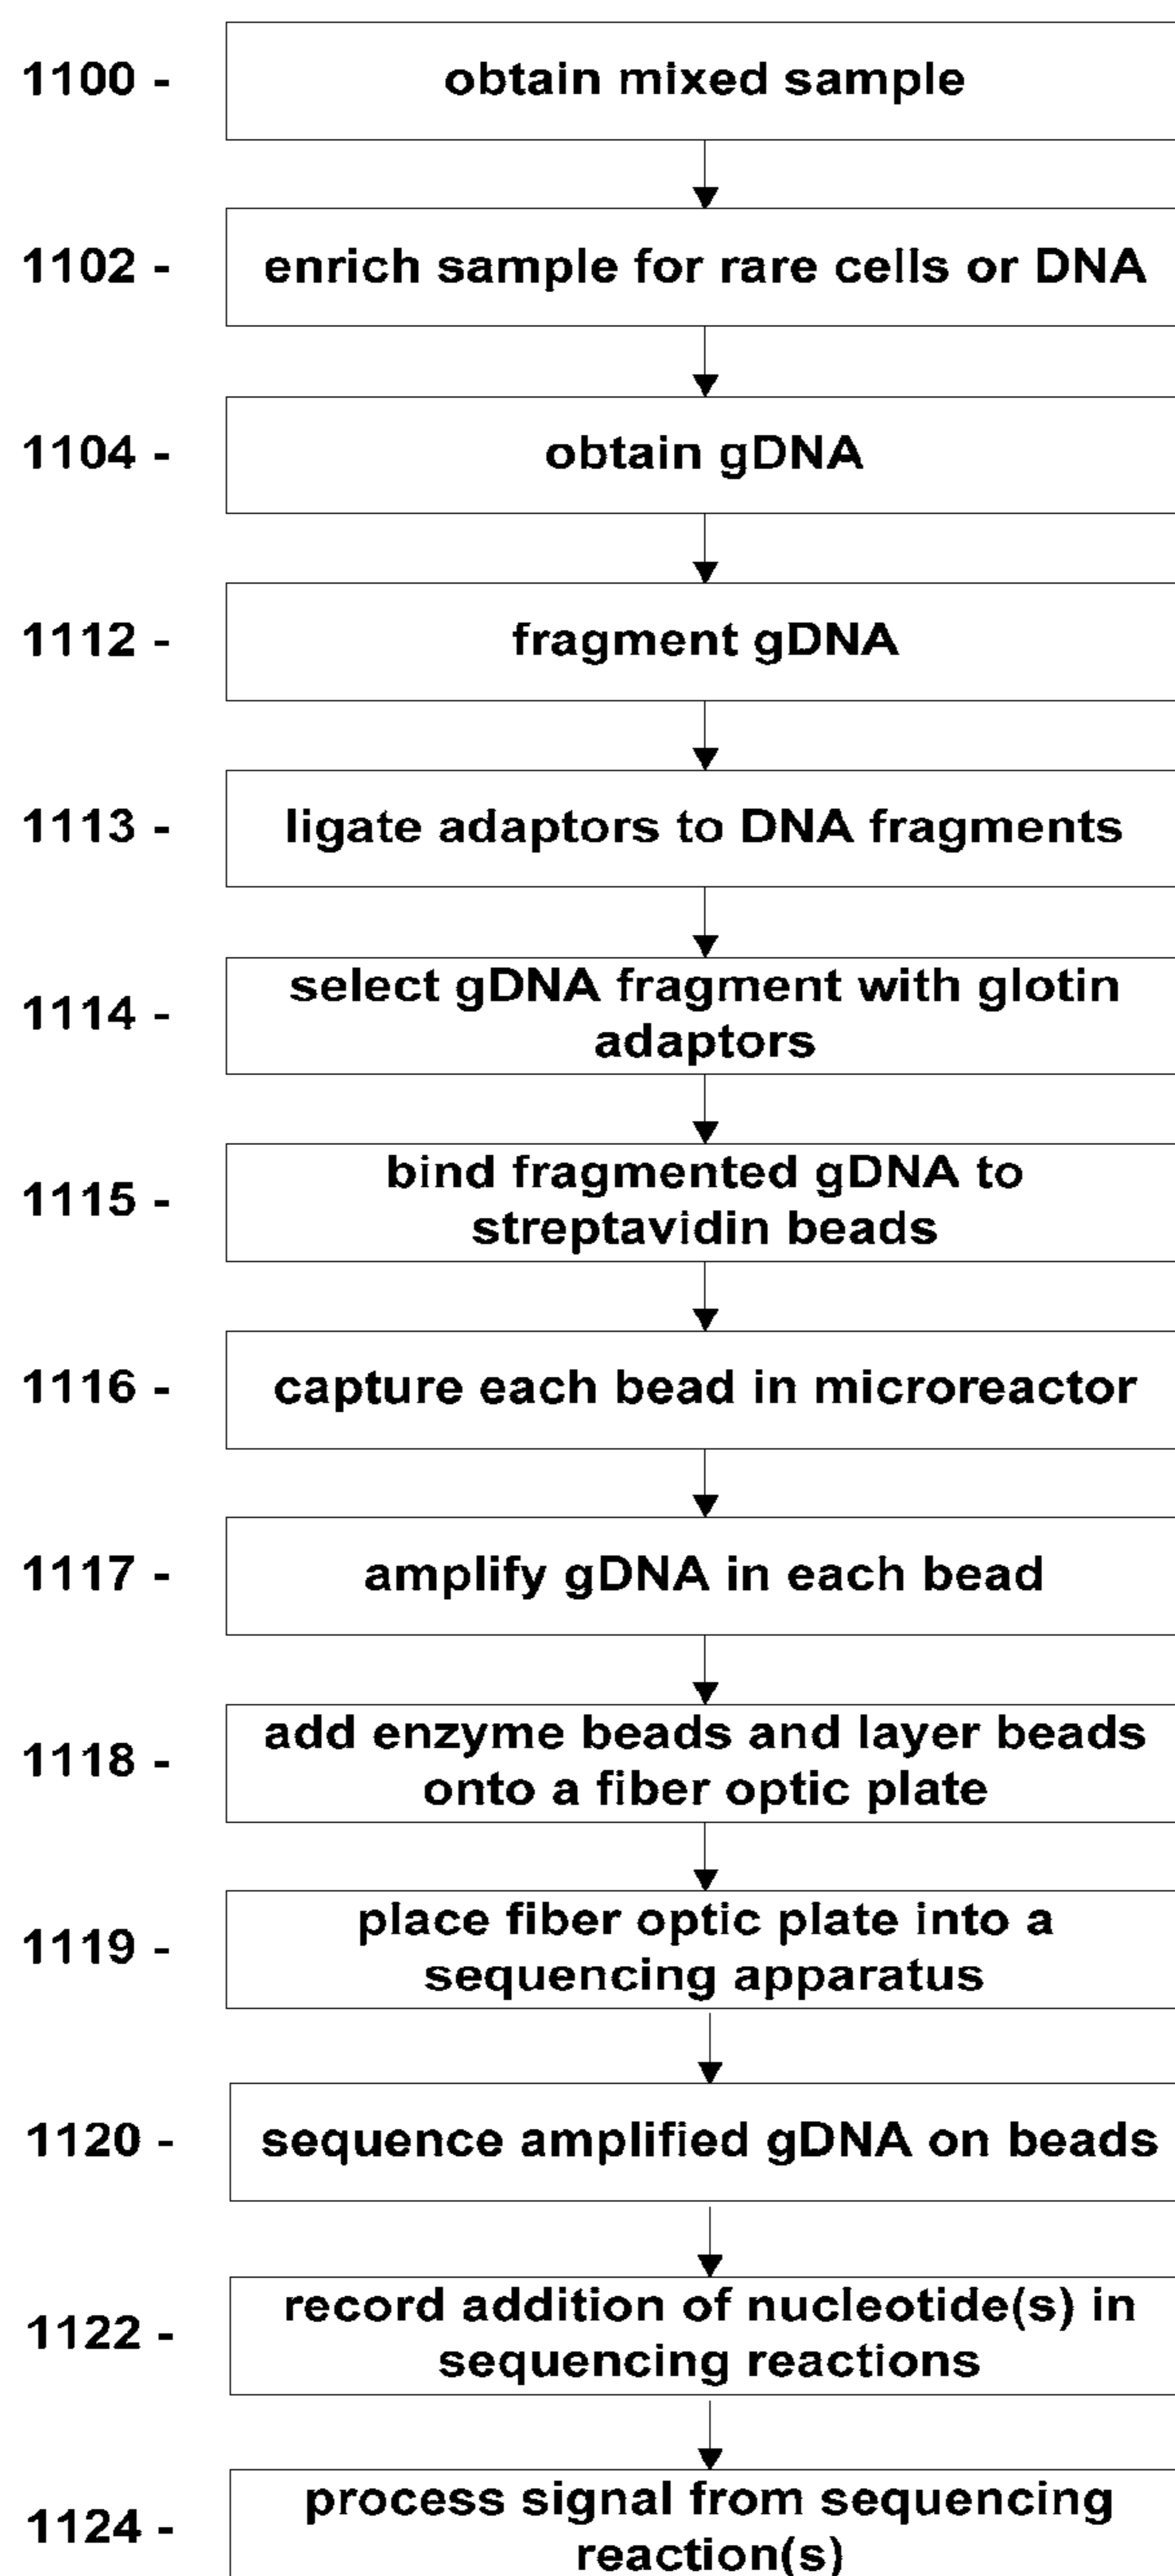 1100 - obtain mixed sample
1102 - enrich sample for rare cells or DNA
1104 - obtain gDNA
1112 - fragment gDNA
1113 - ligate adaptors to DNA fragments
1114 - select gDNA fragment with glotin
adaptors
1115 - bind fragmented gDNA to
streptavidin beads
1116 - capture each bead in microreactor
1117 - amplify gDNA in each bead
1118 - add enzyme beads and layer beads
onto a fiber optic plate
1119 - place fiber optic plate into a
sequencing apparatus
1120 - sequence amplified gDNA on beads
1122 - record addition of nucleotide(s) in
sequencing reactions
1124 - process signal from sequencing
reaction(s)